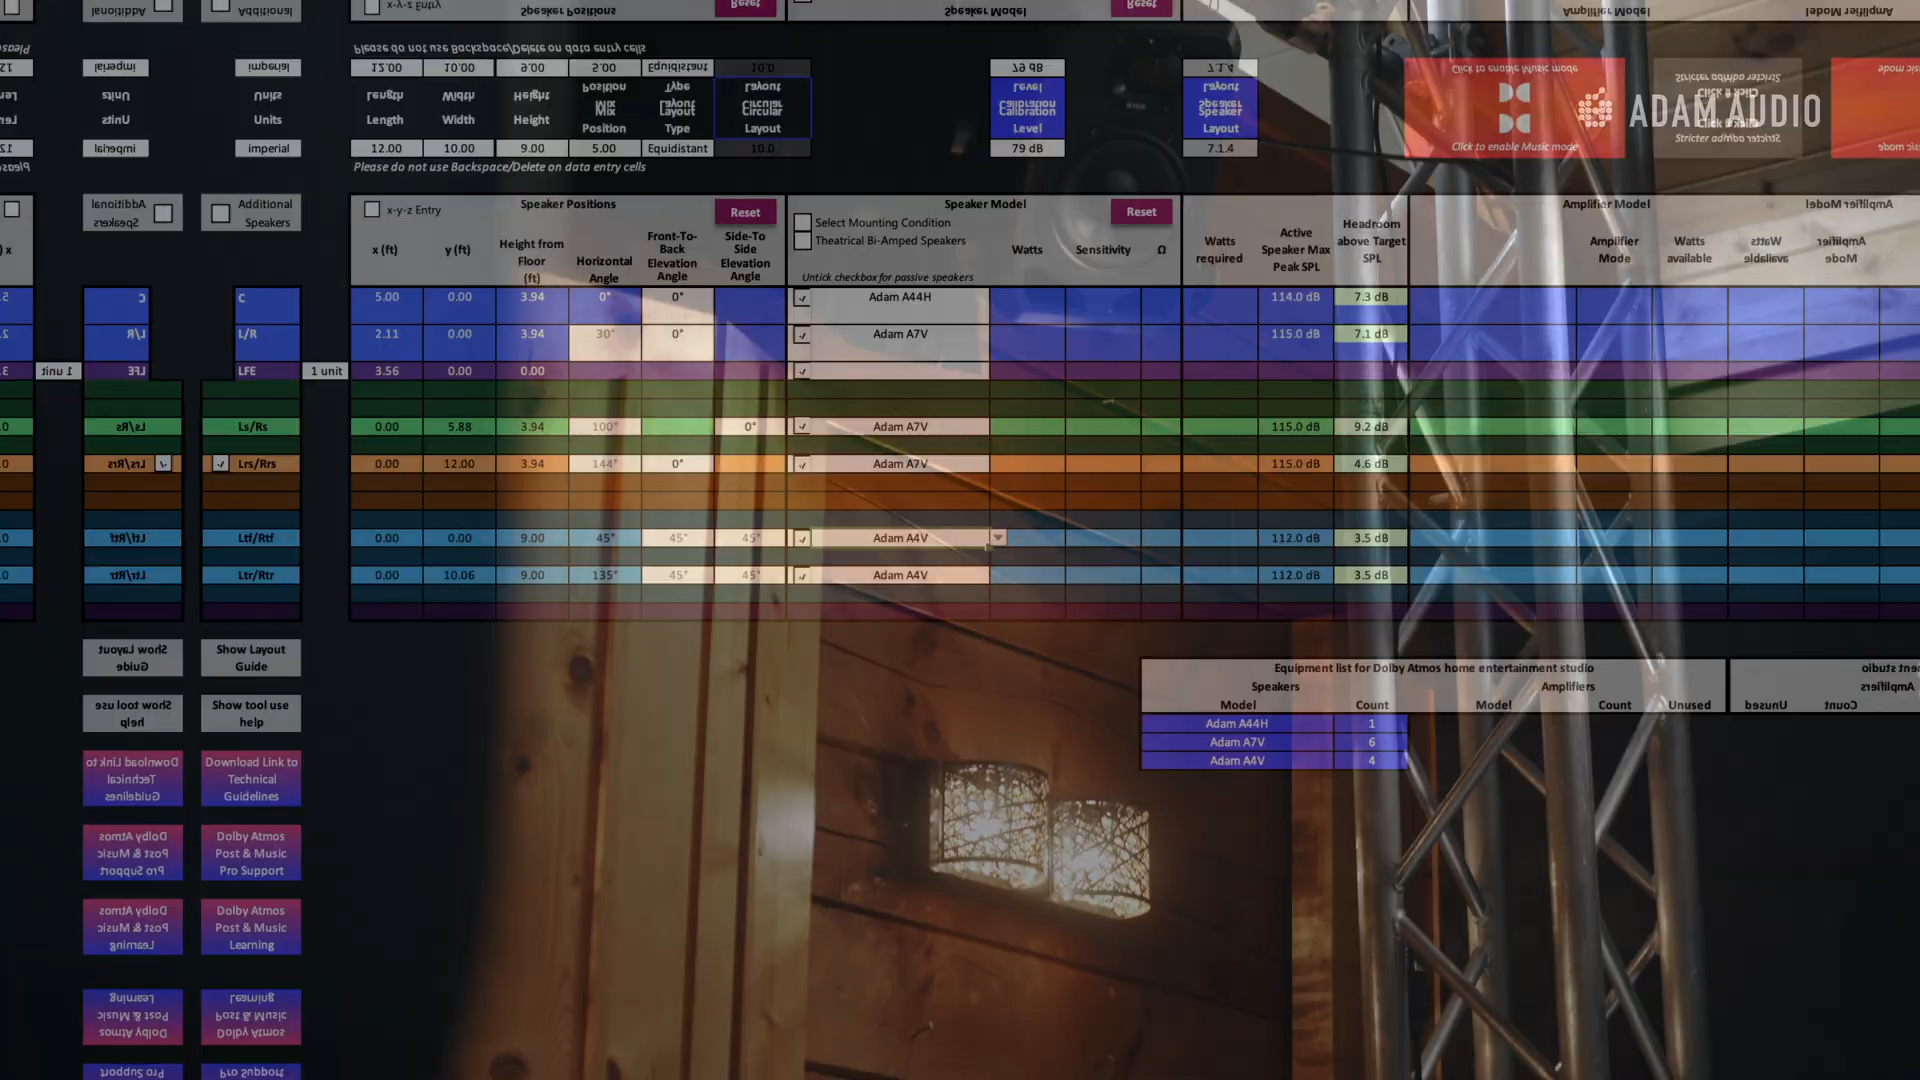 ADAM AUDIO
Units
Length
Width
Height
Mix
Position
Layout
Type
Circular
Layout
Calibration
Level
Speaker
Layout
imperial
12.00 10.00 9.00 5.00 Equidistant 10.0 79 dB 7.1.4
Click to enable Music mode
Please do not use Backspace/Delete on data entry cells
Additional
Speakers
x-y-z Entry
Speaker Positions
Reset
x (ft)
y (ft)
Height from
Floor
(ft)
Horizontal
Angle
Front-To-
Back
Elevation
Angle
Side-To
Side
Elevation
Angle
Speaker Model
Reset
Select Mounting Condition
Theatrical Bi-Amped Speakers
Untick checkbox for passive speakers
Watts
Sensitivity
Ω
Watts
required
Active
Speaker Max
Peak SPL
Headroom
above Target
SPL
Amplifier Model
Amplifier
Mode
Watts
available
C 5.00 0.00 3.94 0° 0° Adam A44H 114.0 dB 7.3 dB
L/R 2.11 0.00 3.94 30° 0° Adam A7V 115.0 dB 7.1 dB
LFE 1 unit 3.56 0.00 0.00
Ls/Rs 0.00 5.88 3.94 100° 0° Adam A7V 115.0 dB 9.2 dB
Lrs/Rrs 0.00 12.00 3.94 144° 0° Adam A7V 115.0 dB 4.6 dB
Ltf/Rtf 0.00 0.00 9.00 45° 45° 45° Adam A4V 112.0 dB 3.5 dB
Ltr/Rtr 0.00 10.06 9.00 135° 45° 45° Adam A4V 112.0 dB 3.5 dB
Show Layout
Guide
Show tool use
help
Download Link to
Technical
Guidelines
Dolby Atmos
Post & Music
Pro Support
Dolby Atmos
Post & Music
Learning
Equipment list for Dolby Atmos home entertainment studio
Speakers Amplifiers
Model Count Model Count Unused
Adam A44H 1
Adam A7V 6
Adam A4V 4